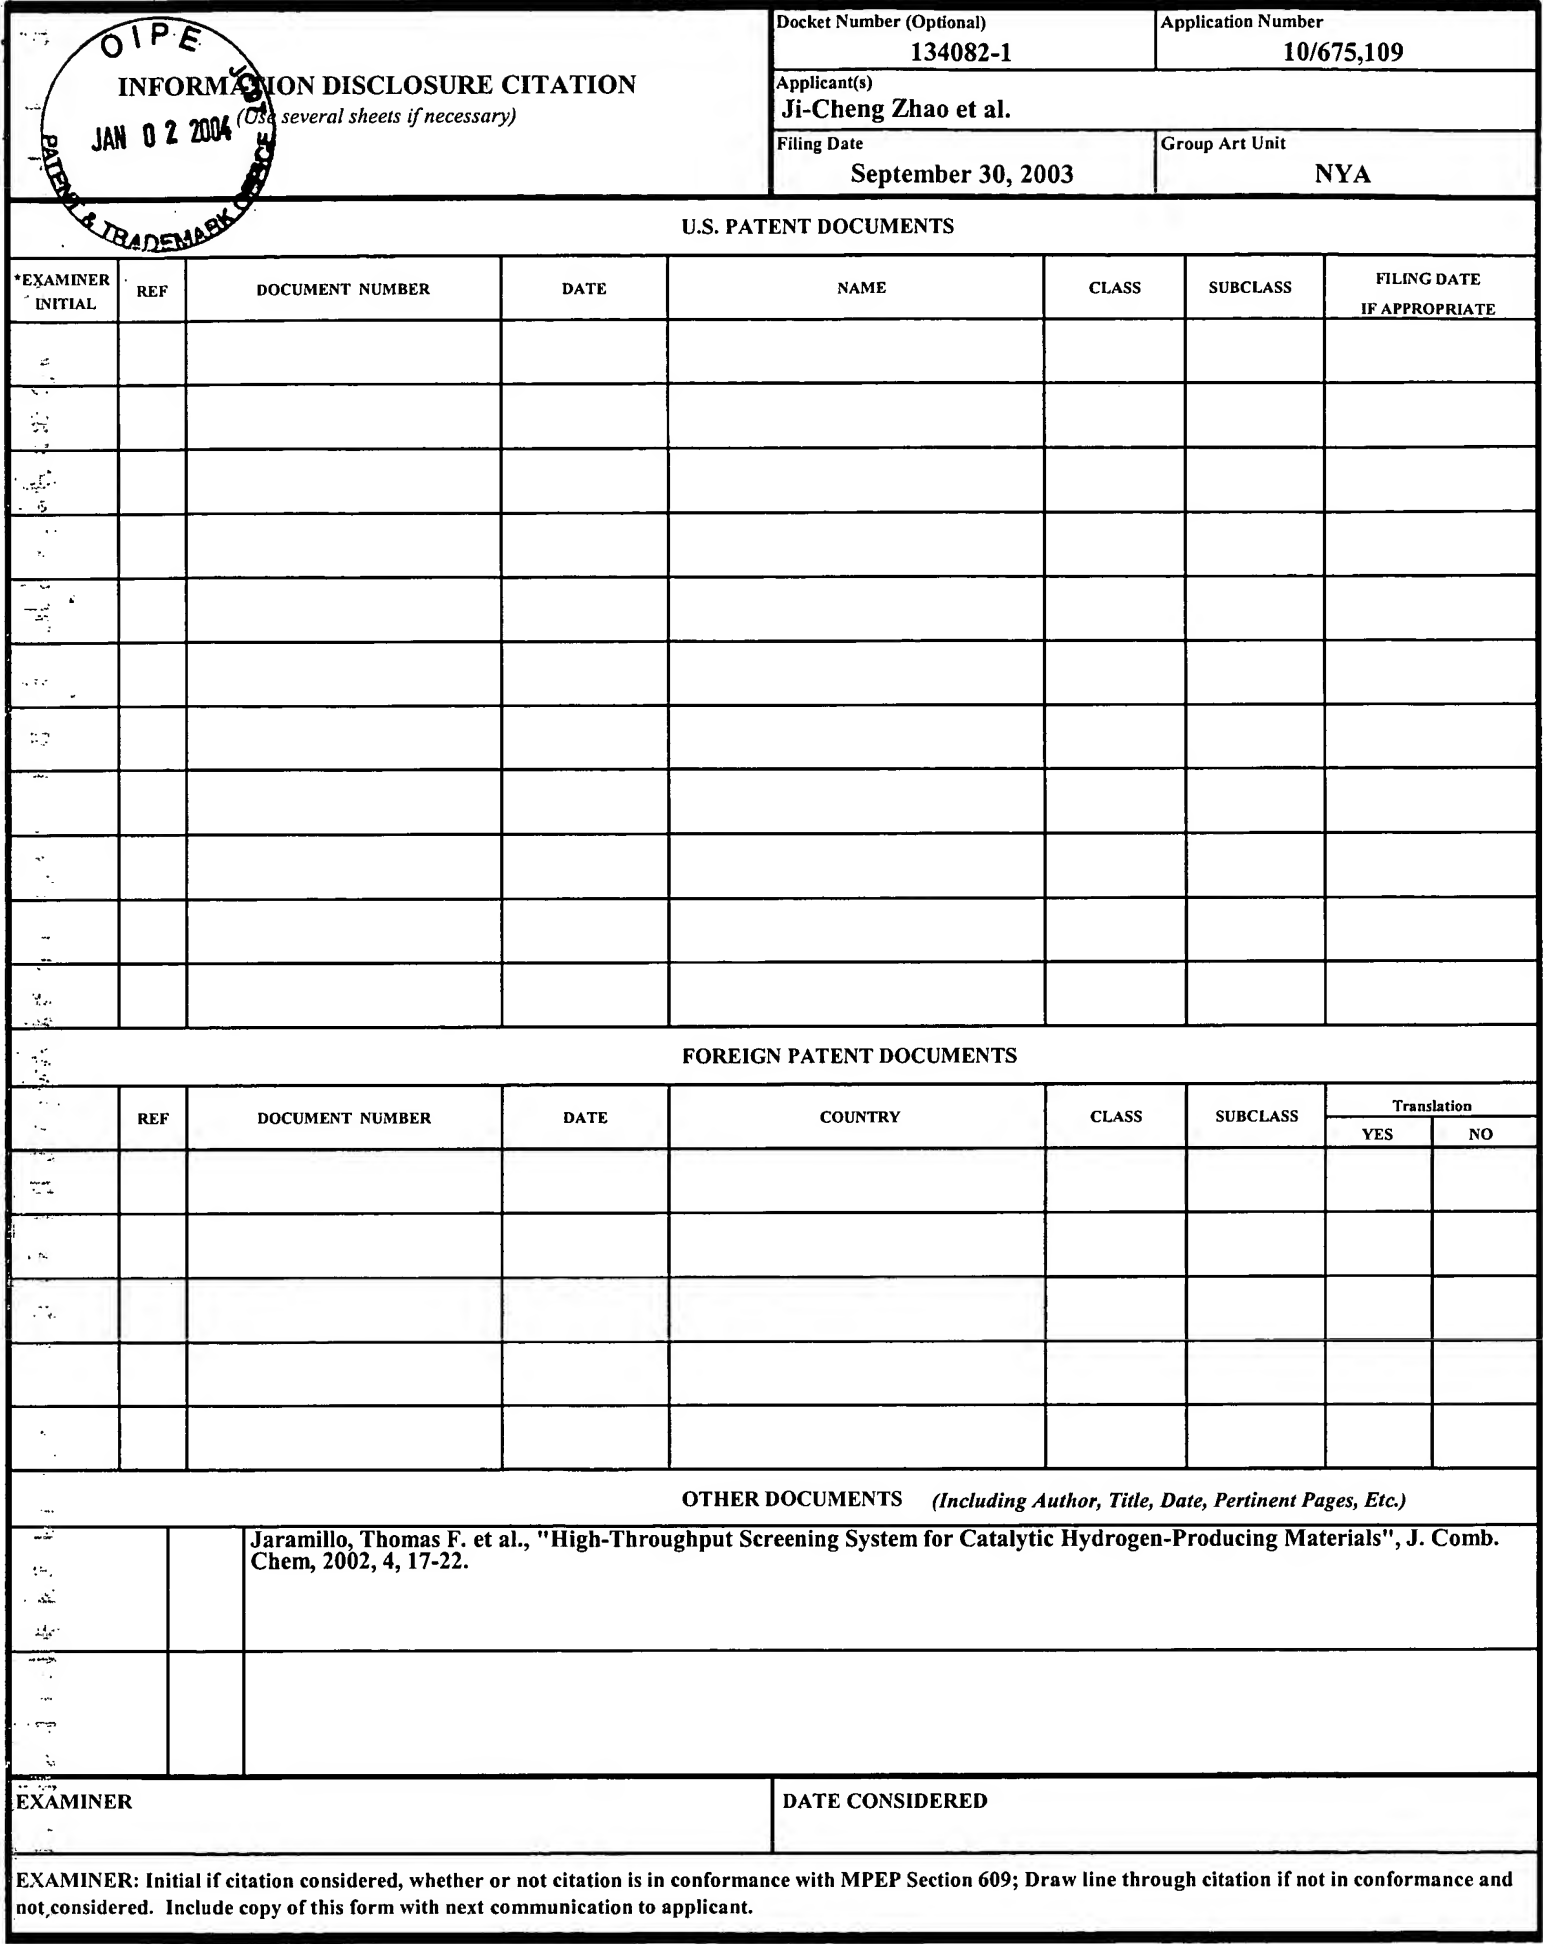 OIPE
JAN 02 2004
PATENT & TRADEMARK OFFICE
INFORMATION DISCLOSURE CITATION
(Use several sheets if necessary)
Docket Number (Optional)
134082-1
Application Number
10/675,109
Applicant(s)
Ji-Cheng Zhao et al.
Filing Date
September 30, 2003
Group Art Unit
NYA
U.S. PATENT DOCUMENTS
*EXAMINER INITIAL REF DOCUMENT NUMBER DATE NAME CLASS SUBCLASS FILING DATE IF APPROPRIATE
FOREIGN PATENT DOCUMENTS
REF DOCUMENT NUMBER DATE COUNTRY CLASS SUBCLASS Translation
YES NO
OTHER DOCUMENTS (Including Author, Title, Date, Pertinent Pages, Etc.)
Jaramillo, Thomas F. et al., "High-Throughput Screening System for Catalytic Hydrogen-Producing Materials", J. Comb.
Chem, 2002, 4, 17-22.
EXAMINER
DATE CONSIDERED
EXAMINER: Initial if citation considered, whether or not citation is in conformance with MPEP Section 609; Draw line through citation if not in conformance and
not considered. Include copy of this form with next communication to applicant.